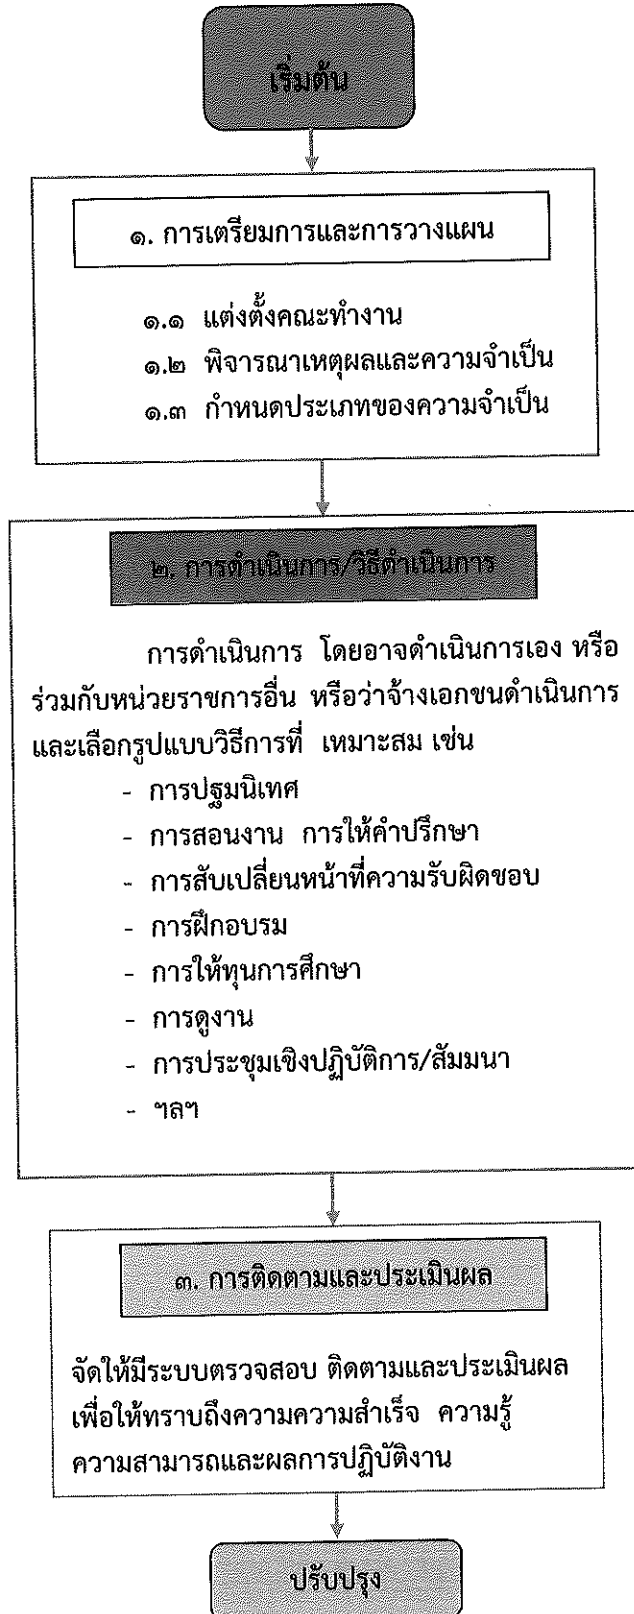 เริ่มต้น
๑. การเตรียมการและการวางแผน
๑.๑ แต่งตั้งคณะทำงาน
๑.๒ พิจารณาเหตุผลและความจำเป็น
๑.๓ กำหนดประเภทของความจำเป็น
๒. การดำเนินการ/วิธีดำเนินการ
การดำเนินการ โดยอาจดำเนินการเอง หรือ
ร่วมกับหน่วยราชการอื่น หรือว่าจ้างเอกชนดำเนินการ
และเลือกรูปแบบวิธีการที่ เหมาะสม เช่น
- การปฐมนิเทศ
- การสอนงาน การให้คำปรึกษา
- การสับเปลี่ยนหน้าที่ความรับผิดชอบ
- การฝึกอบรม
- การให้ทุนการศึกษา
- การดูงาน
- การประชุมเชิงปฏิบัติการ/สัมมนา
- ฯลฯ
๓. การติดตามและประเมินผล
จัดให้มีระบบตรวจสอบ ติดตามและประเมินผล
เพื่อให้ทราบถึงความความสำเร็จ ความรู้
ความสามารถและผลการปฏิบัติงาน
ปรับปรุง